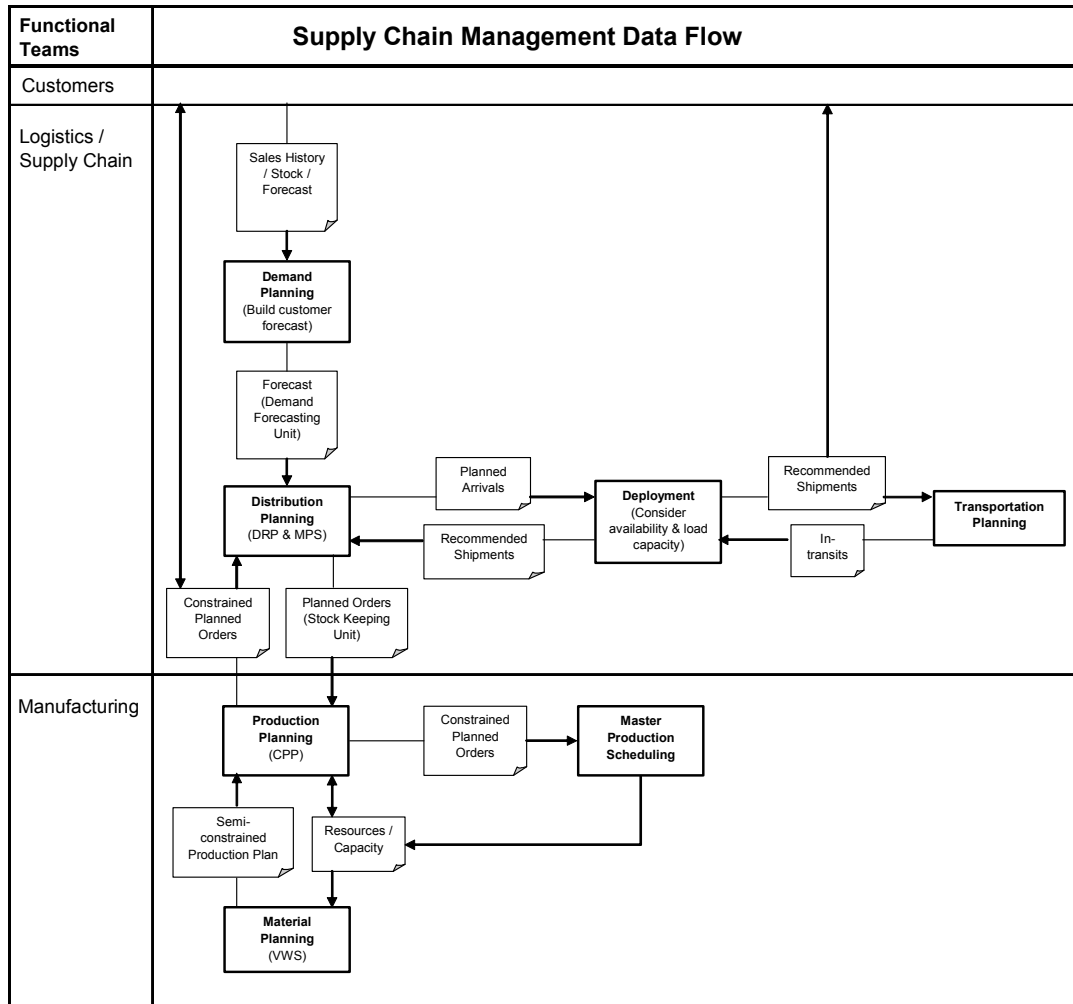 Functional
Teams
Supply Chain Management Data Flow
Customers
Logistics /
Supply Chain
Sales History
/ Stock /
Forecast
Demand
Planning
(Build customer
forecast)
Forecast
(Demand
Forecasting
Unit)
Distribution
Planning
(DRP & MPS)
Planned
Arrivals
Recommended
Shipments
Deployment
(Consider
availability & load
capacity)
Recommended
Shipments
In-
transits
Transportation
Planning
Constrained
Planned
Orders
Planned Orders
(Stock Keeping
Unit)
Manufacturing
Production
Planning
(CPP)
Constrained
Planned
Orders
Master
Production
Scheduling
Semi-
constrained
Production Plan
Resources /
Capacity
Material
Planning
(VWS)